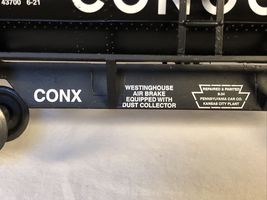 43700 6-21
CONOCO
CONX
WESTINGHOUSE
AIR BRAKE
EQUIPPED WITH
DUST COLLECTOR
REPAIRED & PAINTED
PENNSYLVANIA CAR CO.
KANSAS CITY PLANT